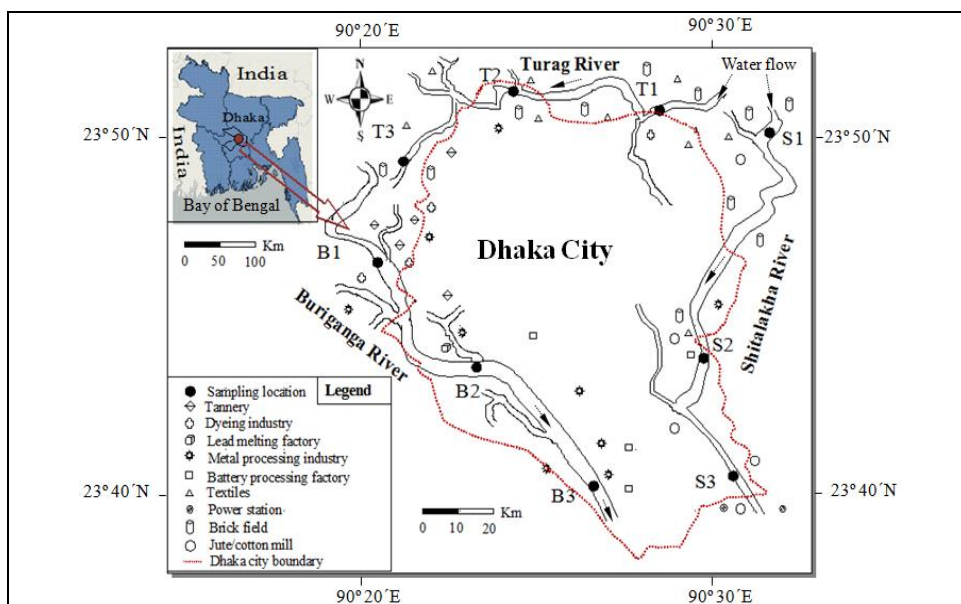 90°20´E
90°30´E
India
Dhaka
India
Bay of Bengal
0 50 100 Km
N
W E
S
T2
Turag River
T1
Water flow
T3
S1
23°50´N
23°50´N
B1
Dhaka City
Buriganga River
Shitalakha River
S2
B2
Legend
Sampling location
Tannery
Dyeing industry
Lead melting factory
Metal processing industry
Battery processing factory
Textiles
Power station
Brick field
Jute/cotton mill
Dhaka city boundary
23°40´N
23°40´N
B3
S3
0 10 20 Km
90°20´E
90°30´E